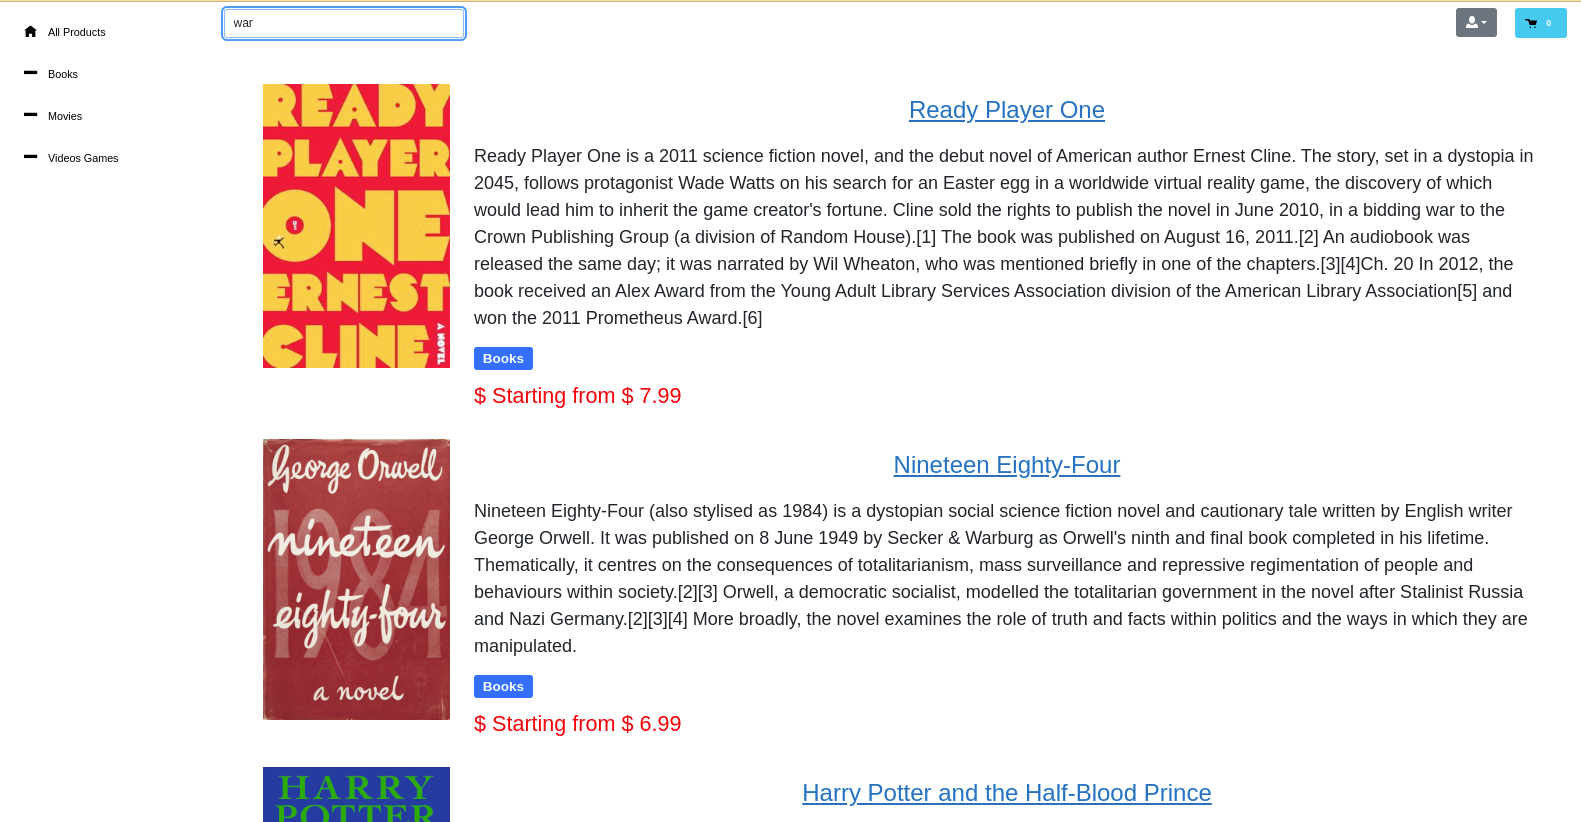 war
0
All Products
Books
Movies
Videos Games
READY
PLAYER
ONE
ERNEST
CLINE
A NOVEL
Ready Player One
Ready Player One is a 2011 science fiction novel, and the debut novel of American author Ernest Cline. The story, set in a dystopia in
2045, follows protagonist Wade Watts on his search for an Easter egg in a worldwide virtual reality game, the discovery of which
would lead him to inherit the game creator's fortune. Cline sold the rights to publish the novel in June 2010, in a bidding war to the
Crown Publishing Group (a division of Random House).[1] The book was published on August 16, 2011.[2] An audiobook was
released the same day; it was narrated by Wil Wheaton, who was mentioned briefly in one of the chapters.[3][4]Ch. 20 In 2012, the
book received an Alex Award from the Young Adult Library Services Association division of the American Library Association[5] and
won the 2011 Prometheus Award.[6]
Books
$ Starting from $ 7.99
George Orwell
1984
nineteen
eighty-four
a novel
Nineteen Eighty-Four
Nineteen Eighty-Four (also stylised as 1984) is a dystopian social science fiction novel and cautionary tale written by English writer
George Orwell. It was published on 8 June 1949 by Secker & Warburg as Orwell's ninth and final book completed in his lifetime.
Thematically, it centres on the consequences of totalitarianism, mass surveillance and repressive regimentation of people and
behaviours within society.[2][3] Orwell, a democratic socialist, modelled the totalitarian government in the novel after Stalinist Russia
and Nazi Germany.[2][3][4] More broadly, the novel examines the role of truth and facts within politics and the ways in which they are
manipulated.
Books
$ Starting from $ 6.99
HARRY
POTTER
Harry Potter and the Half-Blood Prince